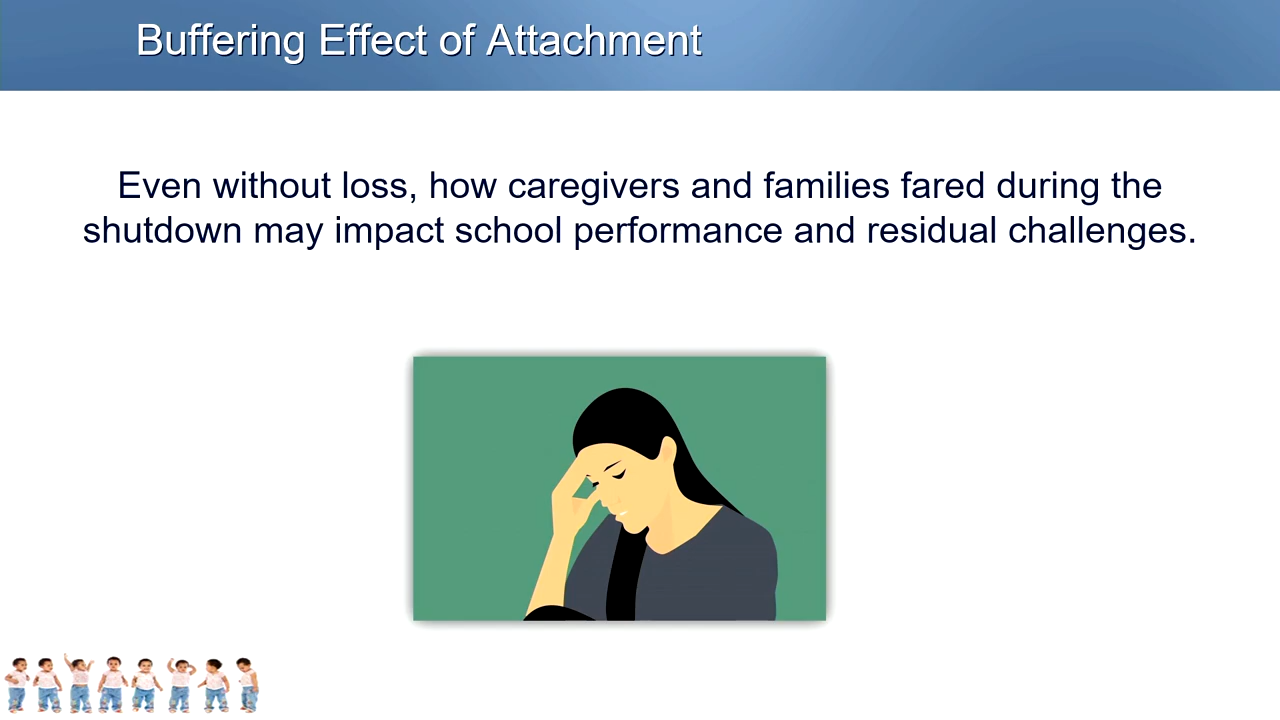 Buffering Effect of Attachment
Even without loss, how caregivers and families fared during the
shutdown may impact school performance and residual challenges.